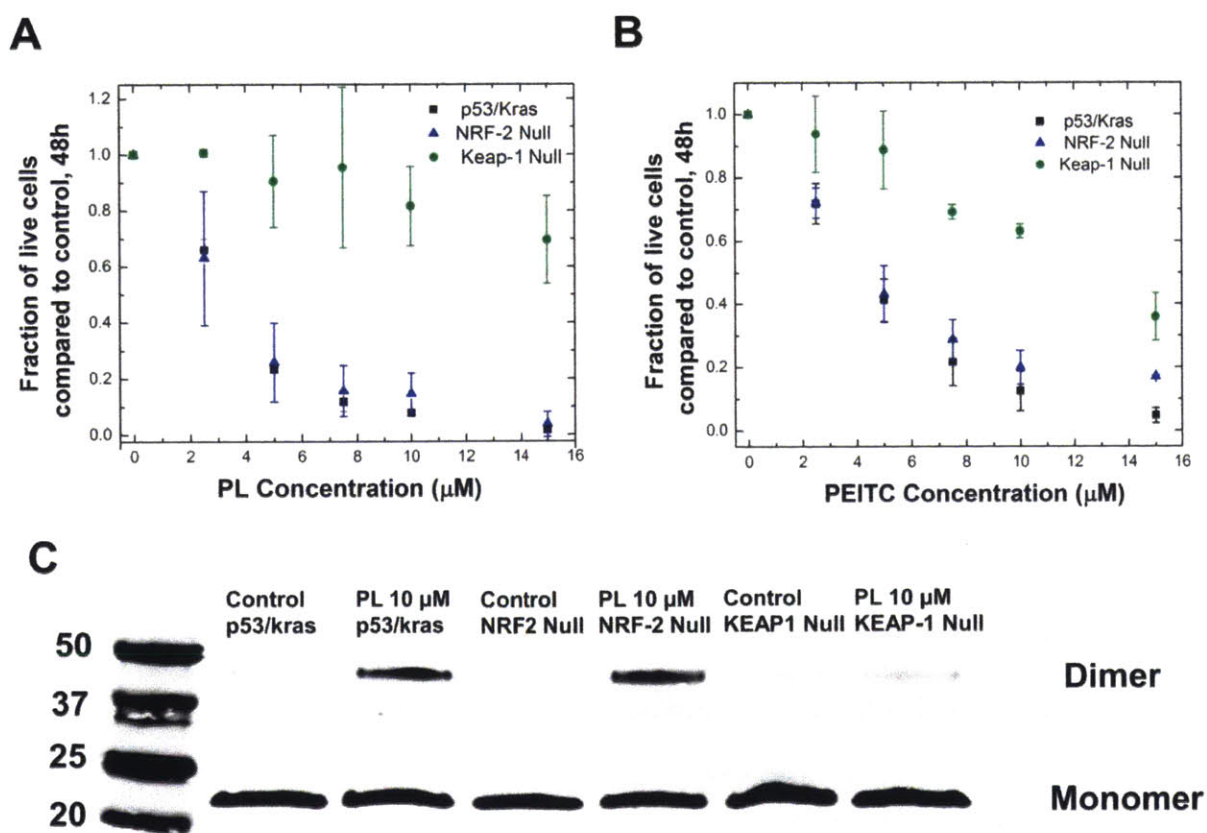 A
Fraction of live cells
compared to control, 48h
1.2
1.0
0.8
0.6
0.4
0.2
0.0
p53/Kras
NRF-2 Null
Keap-1 Null
0 2 4 6 8 10 12 14 16
PL Concentration (μM)
B
Fraction of live cells
compared to control, 48h
1.0
0.8
0.6
0.4
0.2
0.0
p53/Kras
NRF-2 Null
Keap-1 Null
0 2 4 6 8 10 12 14 16
PEITC Concentration (μM)
C
Control PL 10 μM Control PL 10 μM Control PL 10 μM
p53/kras p53/kras NRF2 Null NRF-2 Null KEAP1 Null KEAP-1 Null
50
37
25
20
Dimer
Monomer